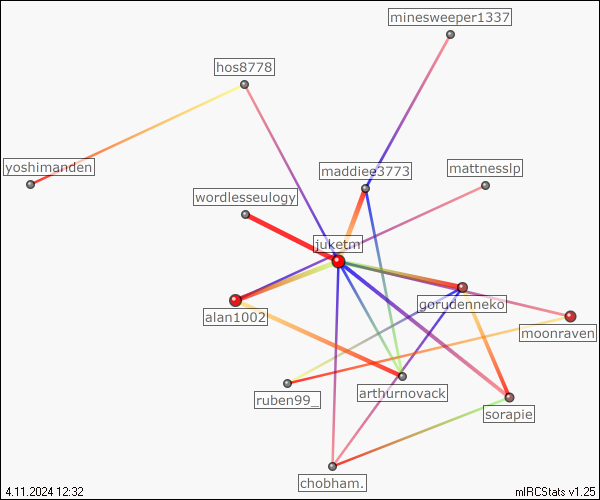 minesweeper1337
hos8778
yoshimanden
maddiee3773
mattnesslp
wordlesseulogy
juketm
gorudenneko
alan1002
moonraven
ruben99_
arthurnovack
sorapie
chobham.
4.11.2024 12:32
mIRCStats v1.25